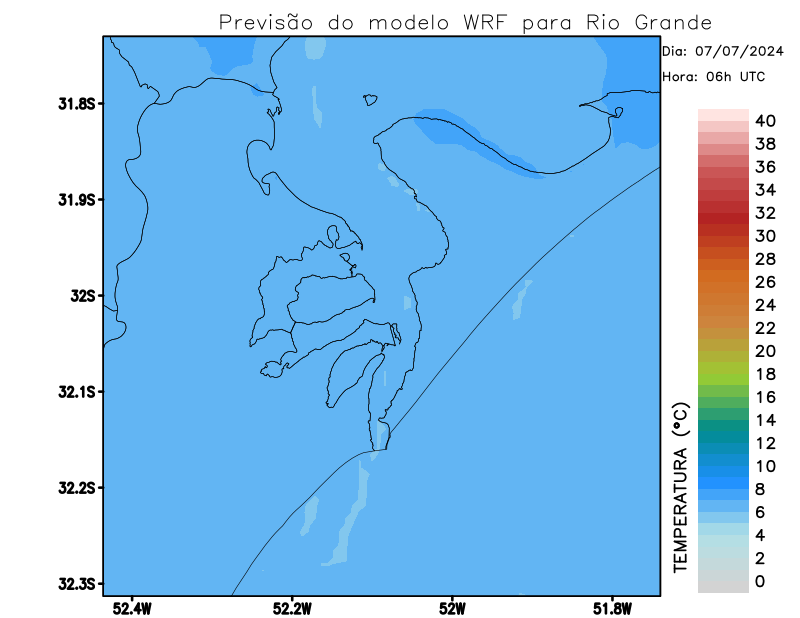 Previsão do modelo WRF para Rio Grande
Dia: 07/07/2024
Hora: 06h UTC
31.8S
31.9S
32S
32.1S
32.2S
32.3S
52.4W
52.2W
52W
51.8W
TEMPERATURA (°C)
40
38
36
34
32
30
28
26
24
22
20
18
16
14
12
10
8
6
4
2
0